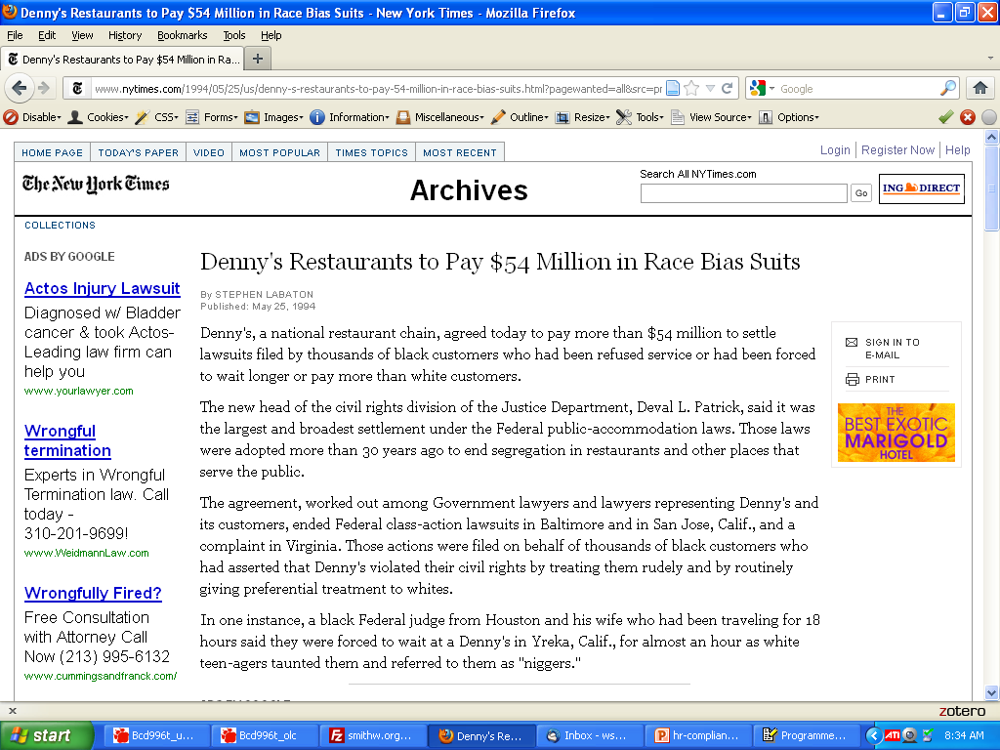 Denny's Restaurants to Pay $54 Million in Race Bias Suits - New York Times - Mozilla Firefox
File Edit View History Bookmarks Tools Help
Denny's Restaurants to Pay $54 Million in Ra...
www.nytimes.com/1994/05/25/us/denny-s-restaurants-to-pay-54-million-in-race-bias-suits.html?pagewanted=all&src=pr Google
Disable Cookies CSS Forms Images Information Miscellaneous Outline Resize Tools View Source Options
HOME PAGE TODAY'S PAPER VIDEO MOST POPULAR TIMES TOPICS MOST RECENT
Login Register Now Help
The New York Times
Archives
Search All NYTimes.com
Go
ING DIRECT
COLLECTIONS
ADS BY GOOGLE
Actos Injury Lawsuit
Diagnosed w/ Bladder
cancer & took Actos-
Leading law firm can
help you
www.yourlawyer.com
Wrongful
termination
Experts in Wrongful
Termination law. Call
today -
310-201-9699!
www.WeidmannLaw.com
Wrongfully Fired?
Free Consultation
with Attorney Call
Now (213) 995-6132
www.cummingsandfranck.com/
Denny's Restaurants to Pay $54 Million in Race Bias Suits
By STEPHEN LABATON
Published: May 25, 1994
Denny's, a national restaurant chain, agreed today to pay more than $54 million to settle
lawsuits filed by thousands of black customers who had been refused service or had been forced
to wait longer or pay more than white customers.
The new head of the civil rights division of the Justice Department, Deval L. Patrick, said it was
the largest and broadest settlement under the Federal public-accommodation laws. Those laws
were adopted more than 30 years ago to end segregation in restaurants and other places that
serve the public.
The agreement, worked out among Government lawyers and lawyers representing Denny's and
its customers, ended Federal class-action lawsuits in Baltimore and in San Jose, Calif., and a
complaint in Virginia. Those actions were filed on behalf of thousands of black customers who
had asserted that Denny's violated their civil rights by treating them rudely and by routinely
giving preferential treatment to whites.
In one instance, a black Federal judge from Houston and his wife who had been traveling for 18
hours said they were forced to wait at a Denny's in Yreka, Calif., for almost an hour as white
teen-agers taunted them and referred to them as "niggers."
SIGN IN TO
E-MAIL
PRINT
THE
BEST EXOTIC
MARIGOLD
HOTEL
zotero
start Bcd996t_u... Bcd996t_olc smithw.org... Denny's Re... Inbox - ws... hr-complian... Programme... ATI 8:34 AM